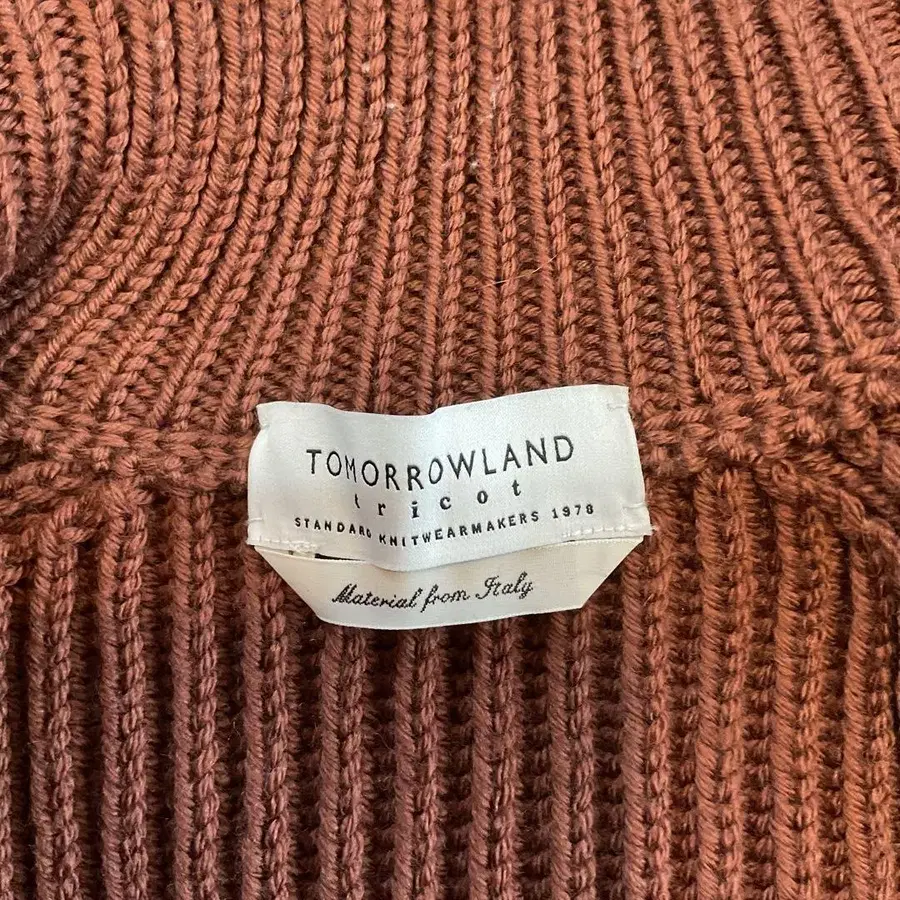 TOMORROWLAND
tricot
STANDARD KNITWEARMAKERS 1978
Material from Italy